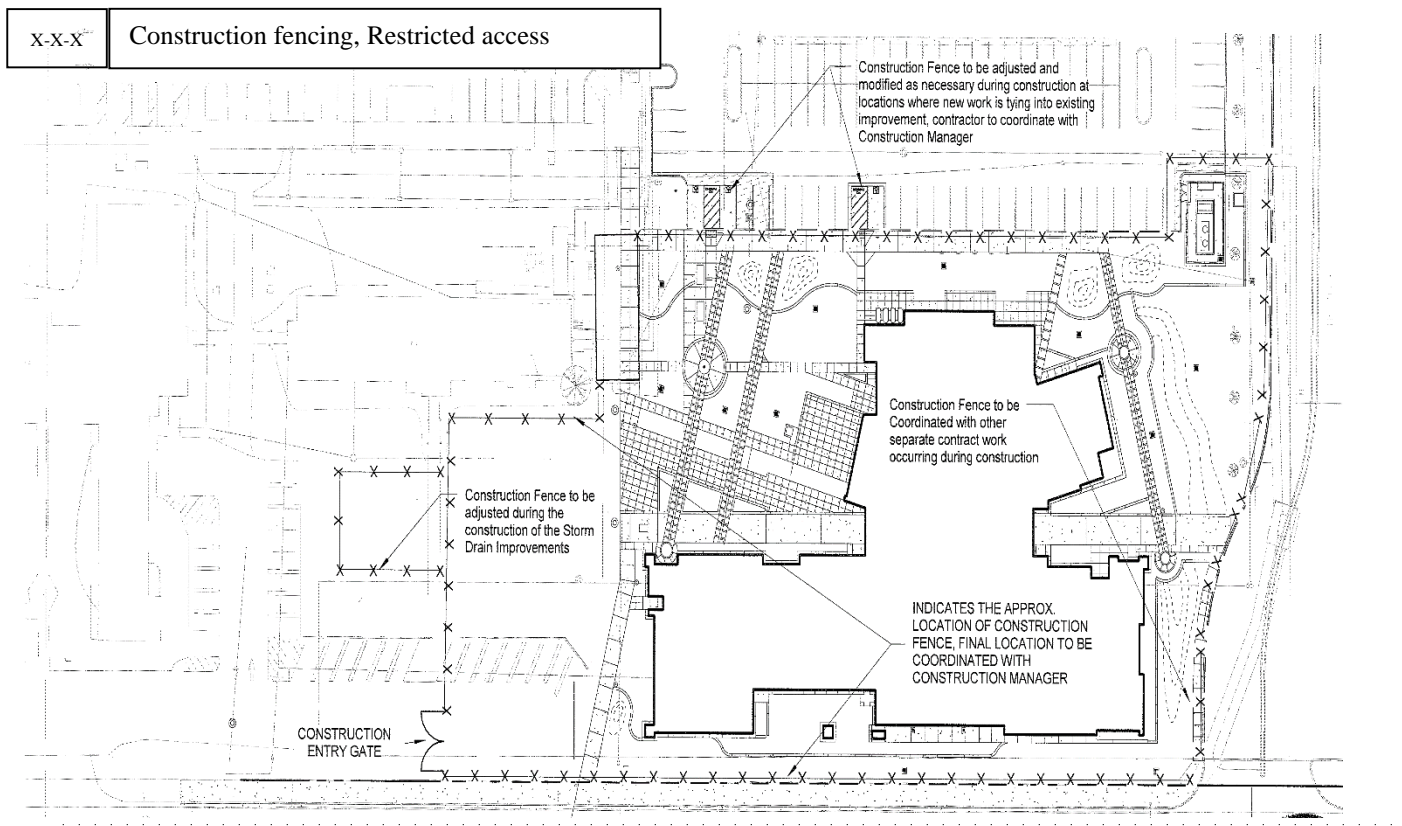 X-X-X
Construction fencing, Restricted access
Construction Fence to be adjusted and
modified as necessary during construction at
locations where new work is tying into existing
improvement, contractor to coordinate with
Construction Manager
Construction Fence to be
Coordinated with other
separate contract work
occurring during construction
Construction Fence to be
adjusted during the
construction of the Storm
Drain Improvements
INDICATES THE APPROX.
LOCATION OF CONSTRUCTION
FENCE, FINAL LOCATION TO BE
COORDINATED WITH
CONSTRUCTION MANAGER
CONSTRUCTION
ENTRY GATE